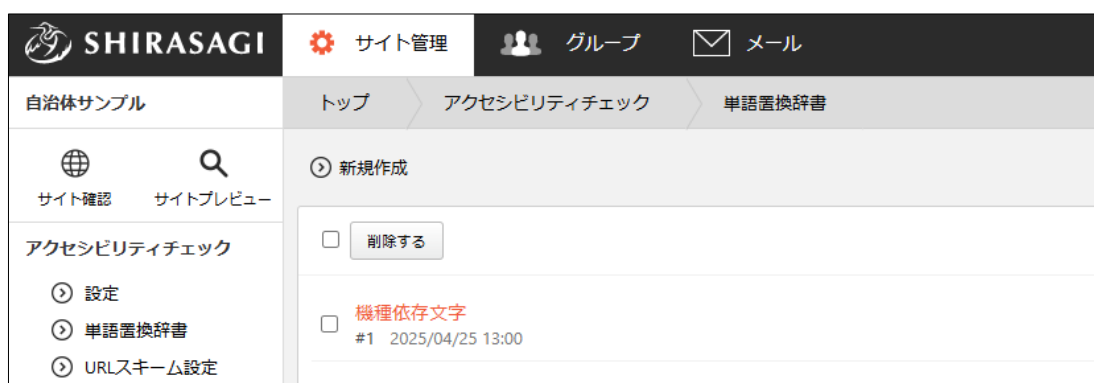 SHIRASAGI サイト管理 グループ メール
自治体サンプル トップ アクセシビリティチェック 単語置換辞書
サイト確認 サイトプレビュー
新規作成
アクセシビリティチェック
削除する
設定
単語置換辞書
URLスキーム設定
機種依存文字
#1 2025/04/25 13:00